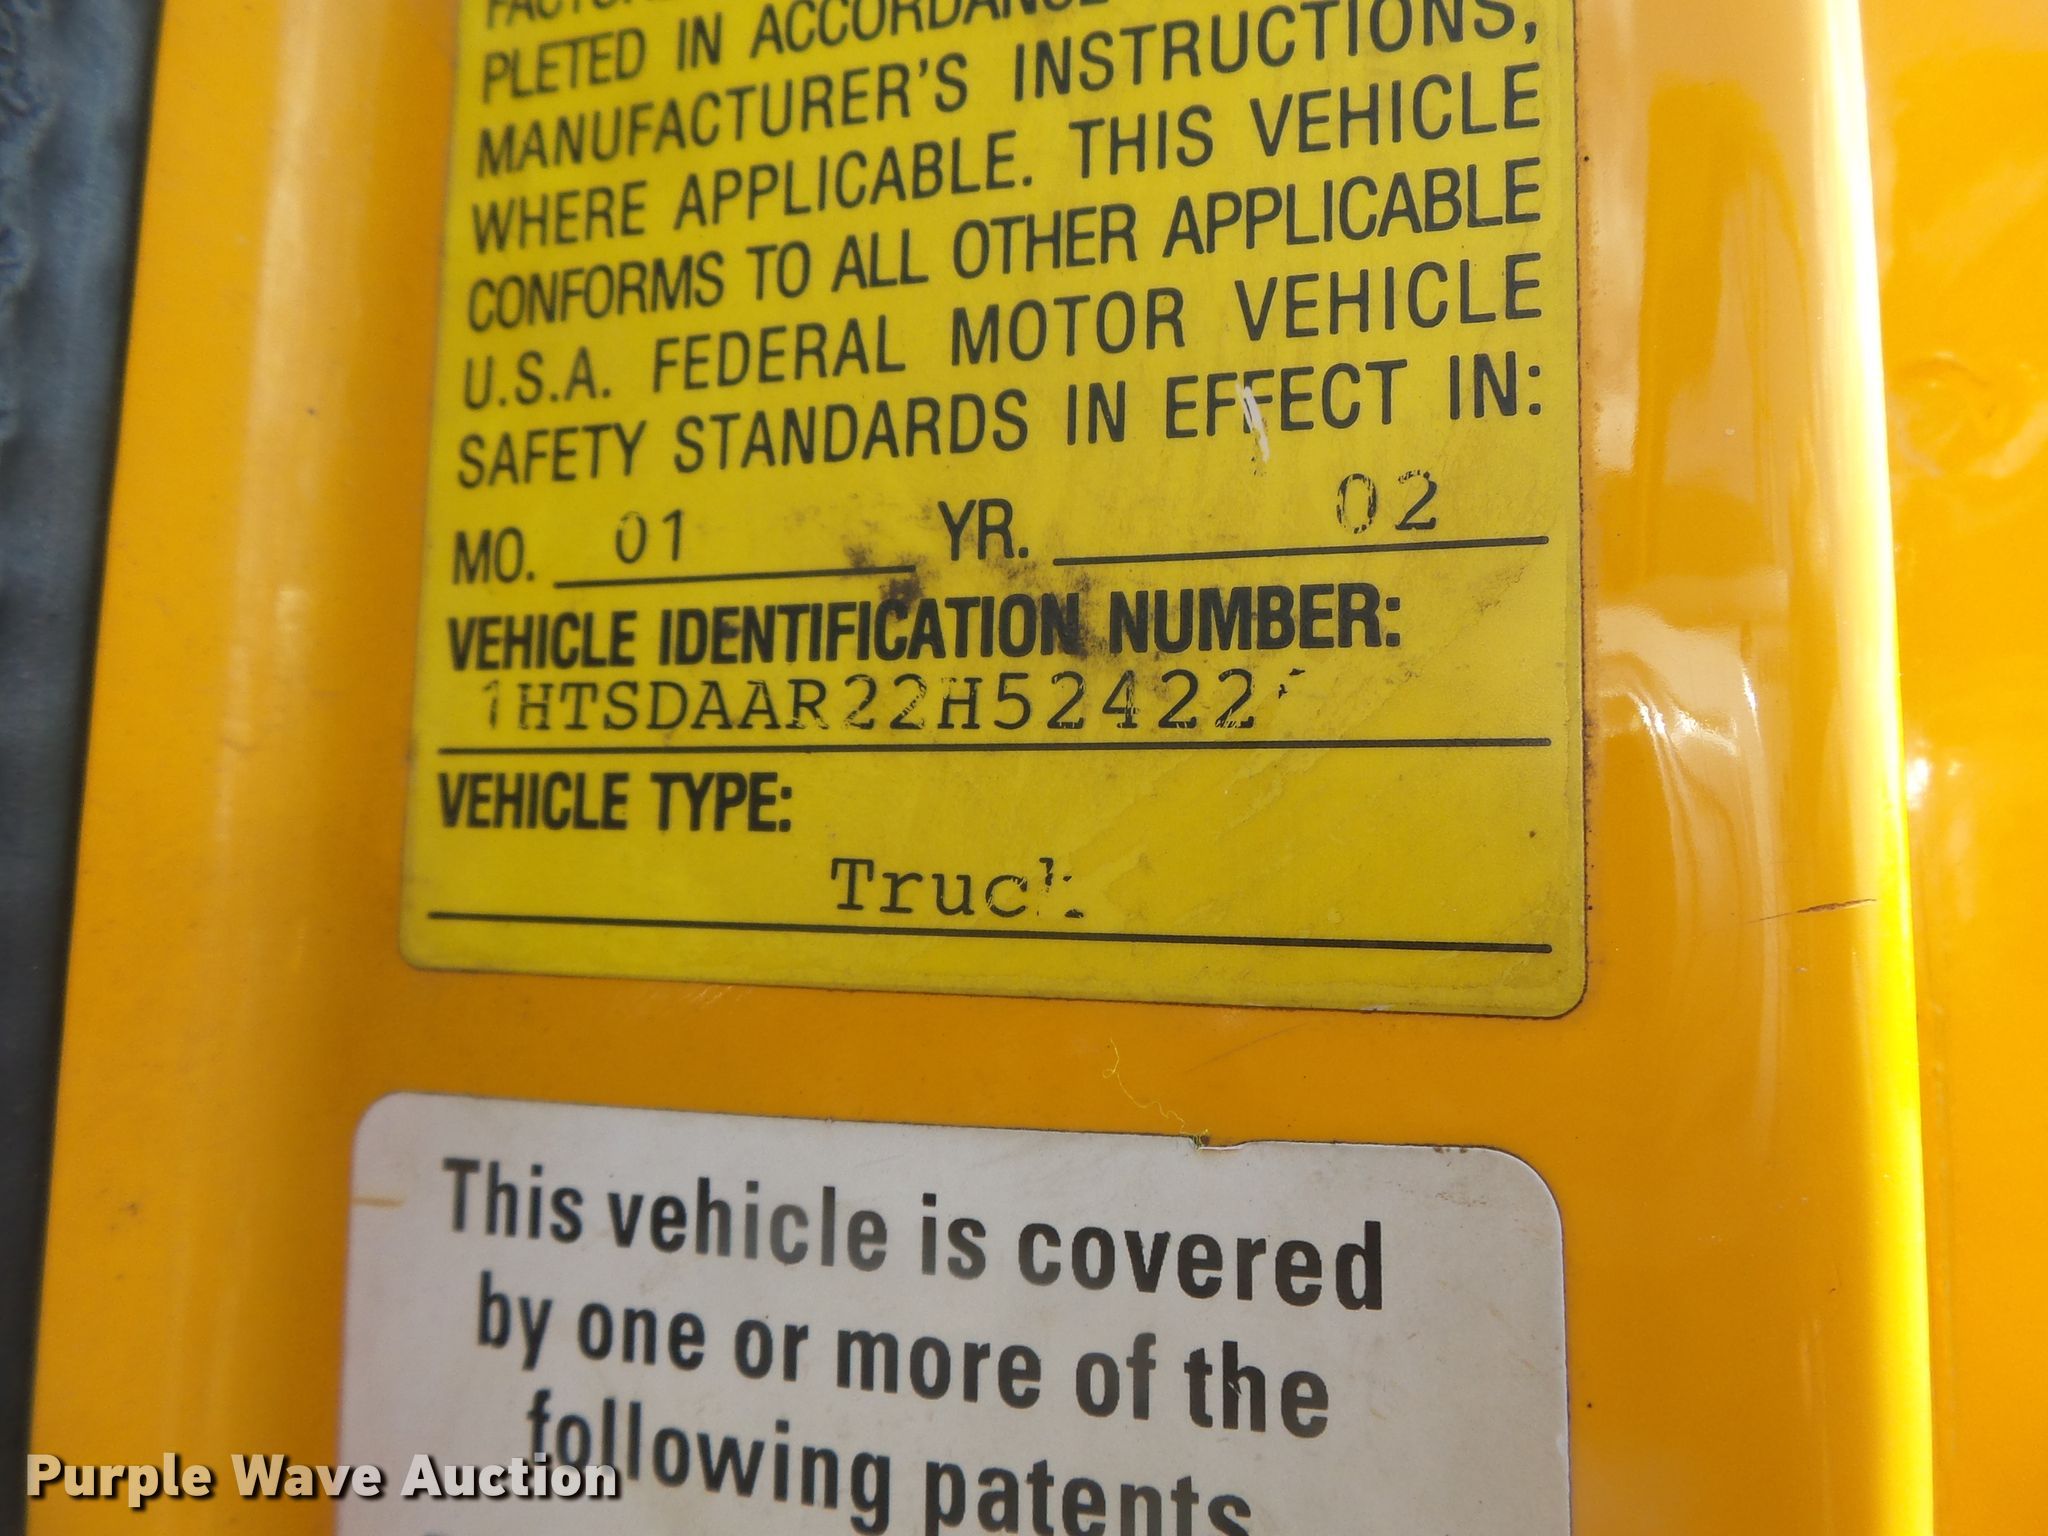 PLETED IN ACCORDANCE
MANUFACTURER'S INSTRUCTIONS,
WHERE APPLICABLE. THIS VEHICLE
CONFORMS TO ALL OTHER APPLICABLE
U.S.A. FEDERAL MOTOR VEHICLE
SAFETY STANDARDS IN EFFECT IN:
MO. 01 YR. 02
VEHICLE IDENTIFICATION NUMBER:
VEHICLE TYPE:
Truck
This vehicle is covered
by one or more of the
following patents
Purple Wave Auction